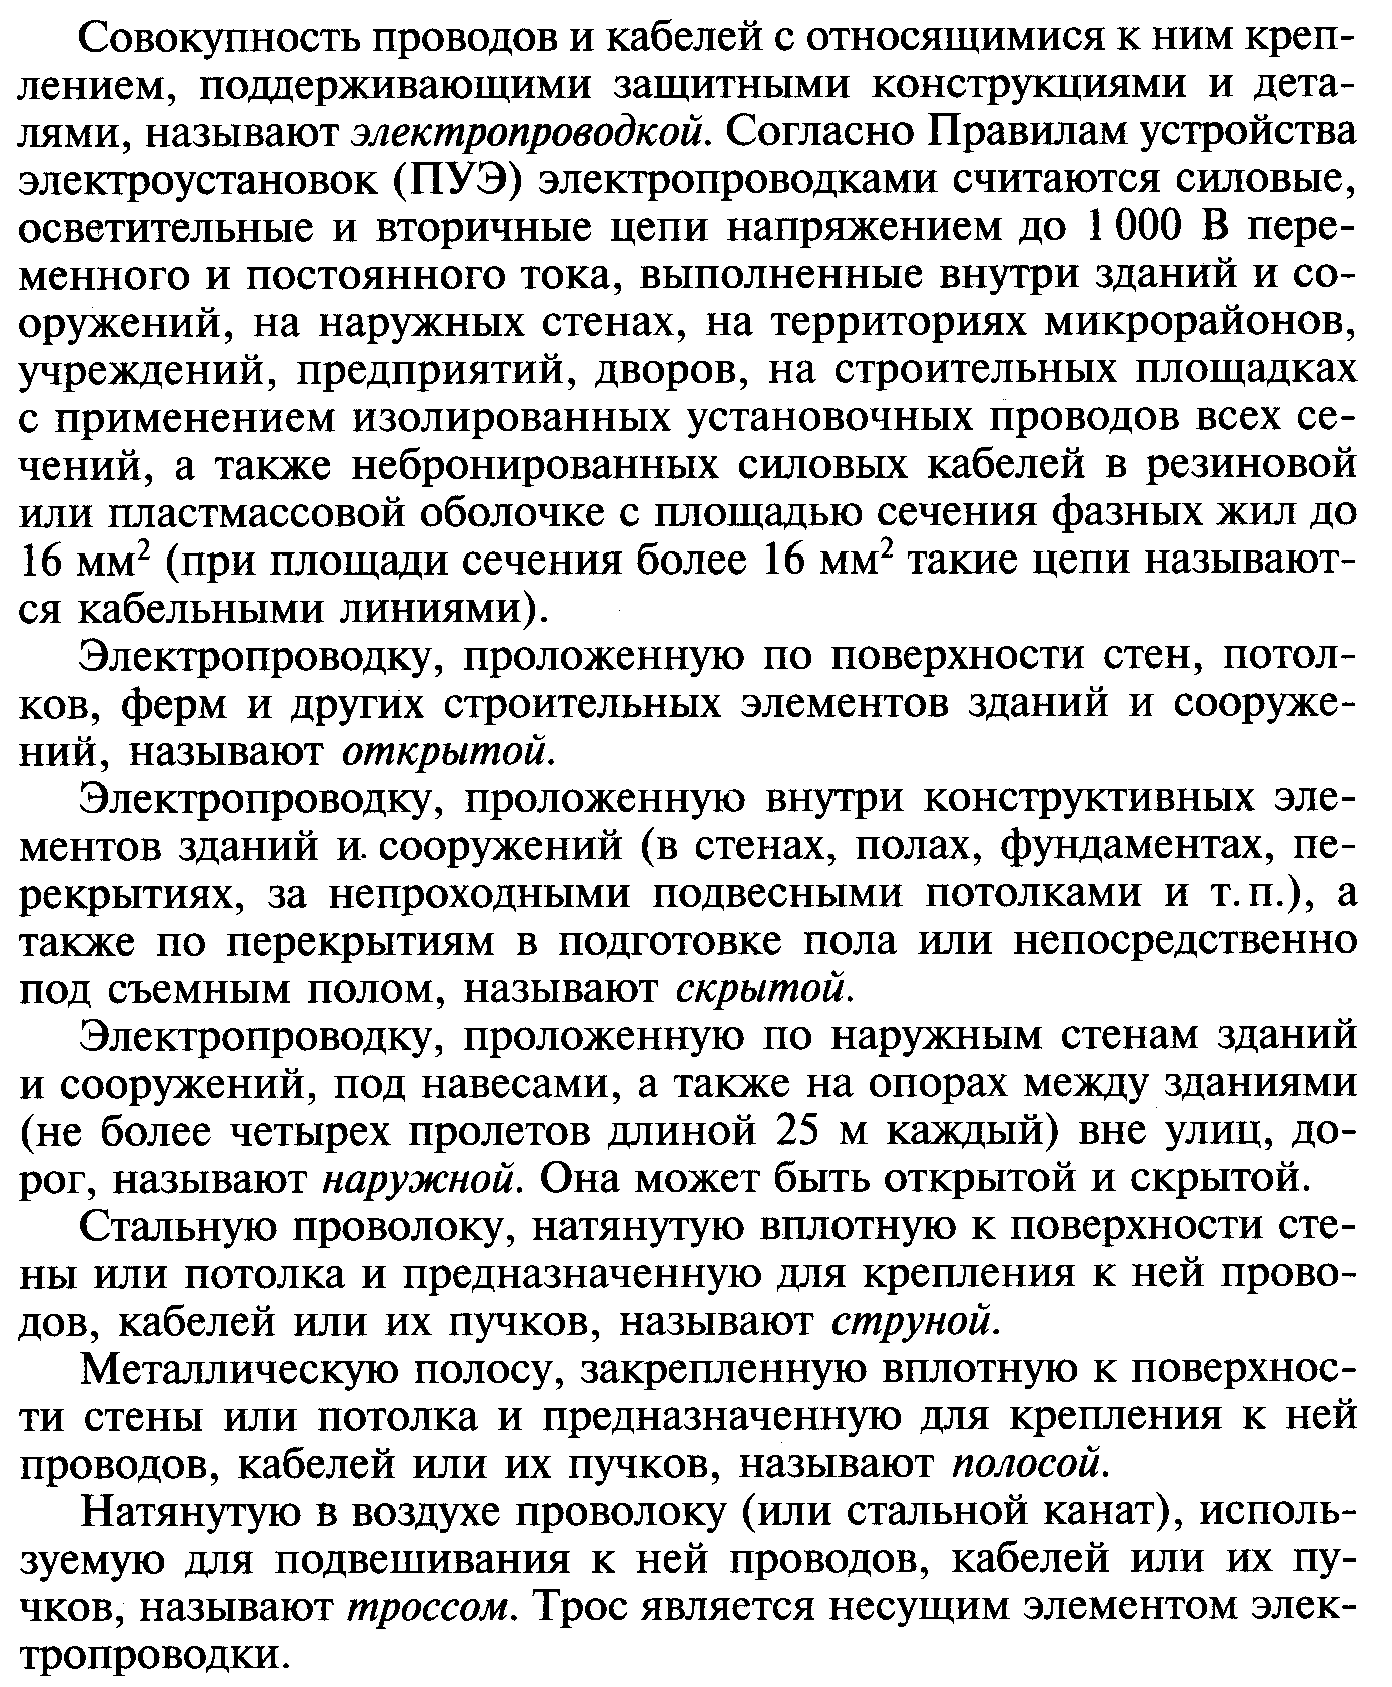 Совокупность проводов и кабелей с относящимися к ним креп-
лением, поддерживающими защитными конструкциями и дета-
лями, называют электропроводкой. Согласно Правилам устройства
электроустановок (ПУЭ) электропроводками считаются силовые,
осветительные и вторичные цепи напряжением до 1 000 В пере-
менного и постоянного тока, выполненные внутри зданий и со-
оружений, на наружных стенах, на территориях микрорайонов,
учреждений, предприятий, дворов, на строительных площадках
с применением изолированных установочных проводов всех се-
чений, а также небронированных силовых кабелей в резиновой
или пластмассовой оболочке с площадью сечения фазных жил до
16 мм² (при площади сечения более 16 мм² такие цепи называют-
ся кабельными линиями).
Электропроводку, проложенную по поверхности стен, потол-
ков, ферм и других строительных элементов зданий и сооруже-
ний, называют открытой.
Электропроводку, проложенную внутри конструктивных эле-
ментов зданий и. сооружений (в стенах, полах, фундаментах, пе-
рекрытиях, за непроходными подвесными потолками и т.п.), а
также по перекрытиям в подготовке пола или непосредственно
под съемным полом, называют скрытой.
Электропроводку, проложенную по наружным стенам зданий
и сооружений, под навесами, а также на опорах между зданиями
(не более четырех пролетов длиной 25 м каждый) вне улиц, до-
рог, называют наружной. Она может быть открытой и скрытой.
Стальную проволоку, натянутую вплотную к поверхности сте-
ны или потолка и предназначенную для крепления к ней прово-
дов, кабелей или их пучков, называют струной.
Металлическую полосу, закрепленную вплотную к поверхнос-
ти стены или потолка и предназначенную для крепления к ней
проводов, кабелей или их пучков, называют полосой.
Натянутую в воздухе проволоку (или стальной канат), исполь-
зуемую для подвешивания к ней проводов, кабелей или их пу-
чков, называют троссом. Трос является несущим элементом элек-
тропроводки.